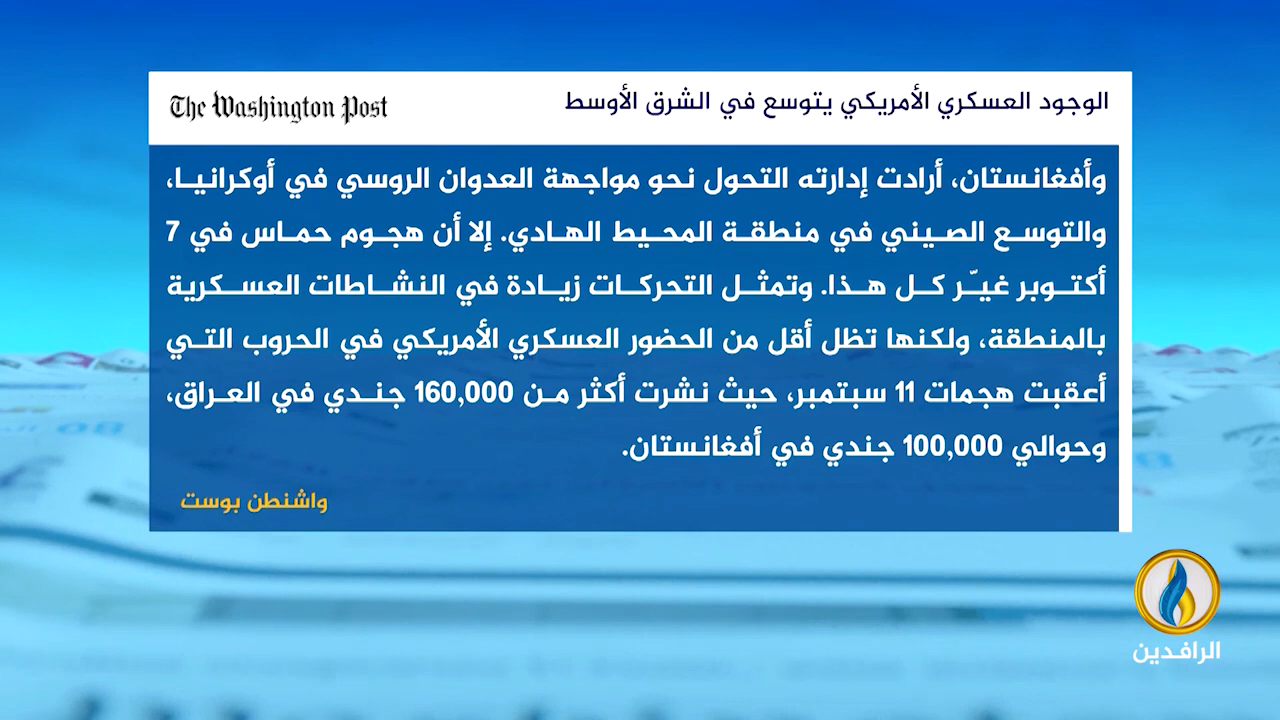 الوجود العسكري الأمريكي يتوسع في الشرق الأوسط
The Washington Post
وأفغانستان، أرادت إدارته التحول نحو مواجهة العدوان الروسي في أوكرانيا،
والتوسع الصيني في منطقة المحيط الهادي. إلا أن هجوم حماس في 7
أكتوبر غيّر كل هذا. وتمثل التحركات زيادة في النشاطات العسكرية
بالمنطقة، ولكنها تظل أقل من الحضور العسكري الأمريكي في الحروب التي
أعقبت هجمات 11 سبتمبر، حيث نشرت أكثر من 160,000 جندي في العراق،
وحوالي 100,000 جندي في أفغانستان.
واشنطن بوست
الرافدين